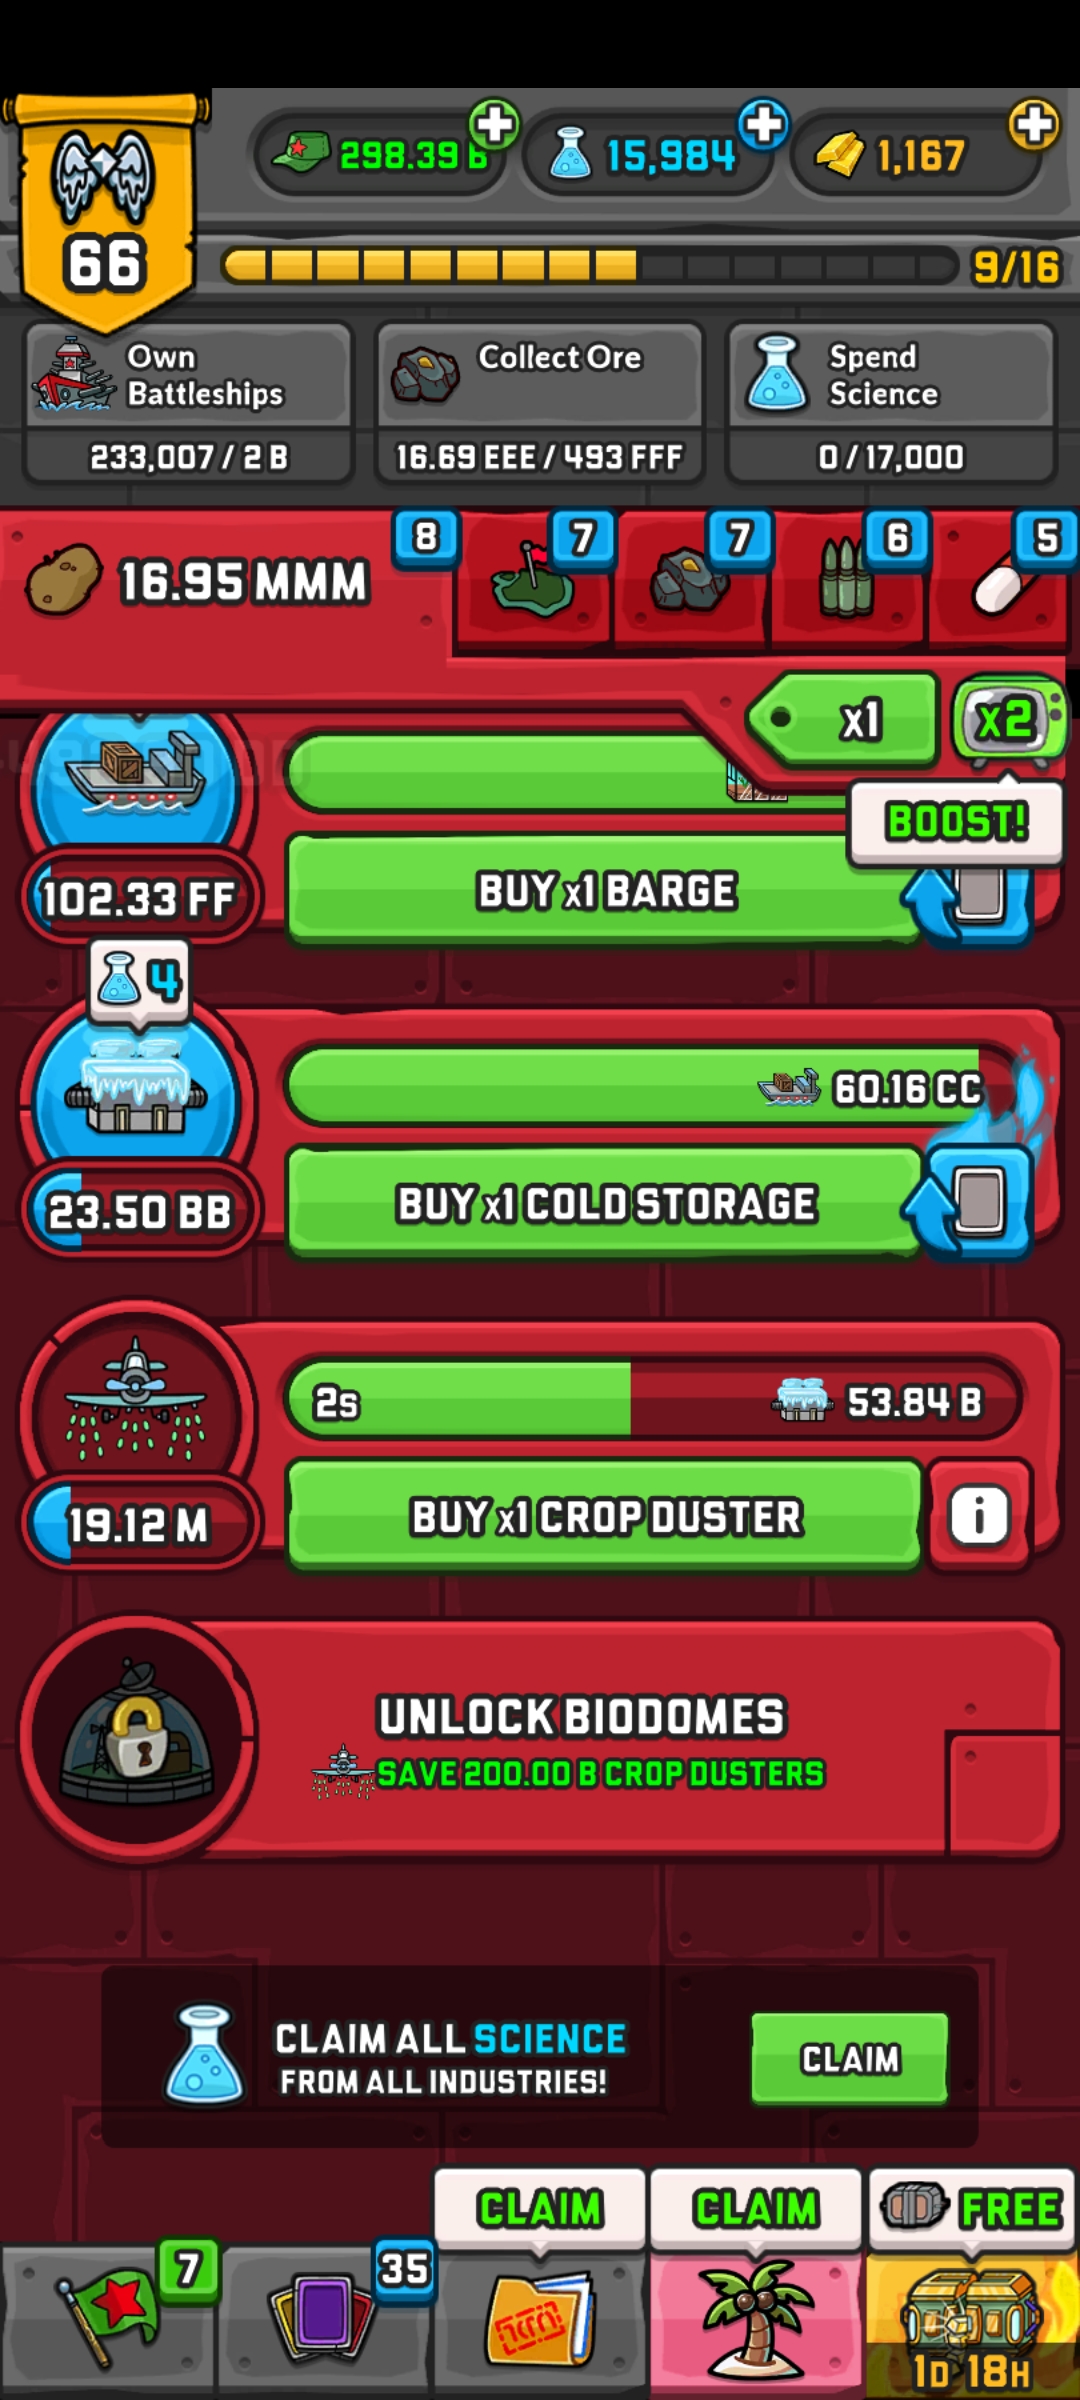 298.39 B
15,984
1,167
66
9/16
Own
Battleships
233,007 / 2 B
Collect Ore
16.69 EEE / 493 FFF
Spend
Science
0 / 17,000
16.95 MMM
8
7
7
6
5
x1
x2
BOOST!
102.33 FF
BUY x1 BARGE
4
60.16 CC
23.50 BB
BUY x1 COLD STORAGE
2s
53.84 B
19.12 M
BUY x1 CROP DUSTER
i
UNLOCK BIODOMES
SAVE 200.00 B CROP DUSTERS
CLAIM ALL SCIENCE
FROM ALL INDUSTRIES!
CLAIM
CLAIM
CLAIM
FREE
7
35
1D 18H